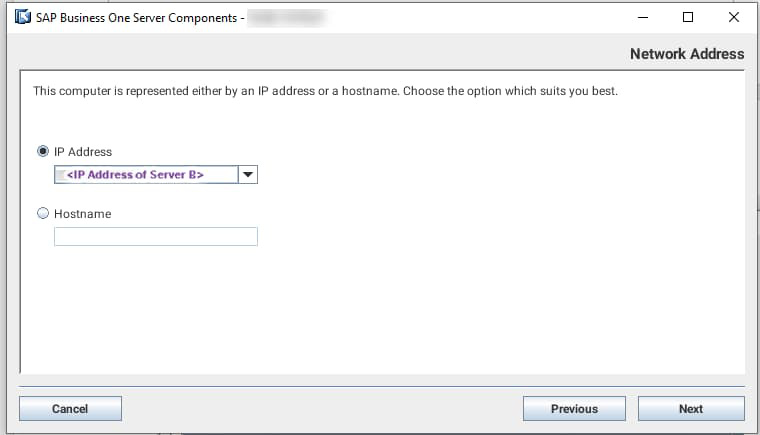 SAP Business One Server Components -
Network Address
This computer is represented either by an IP address or a hostname. Choose the option which suits you best.
IP Address
<IP Address of Server B>
Hostname
Cancel
Previous
Next